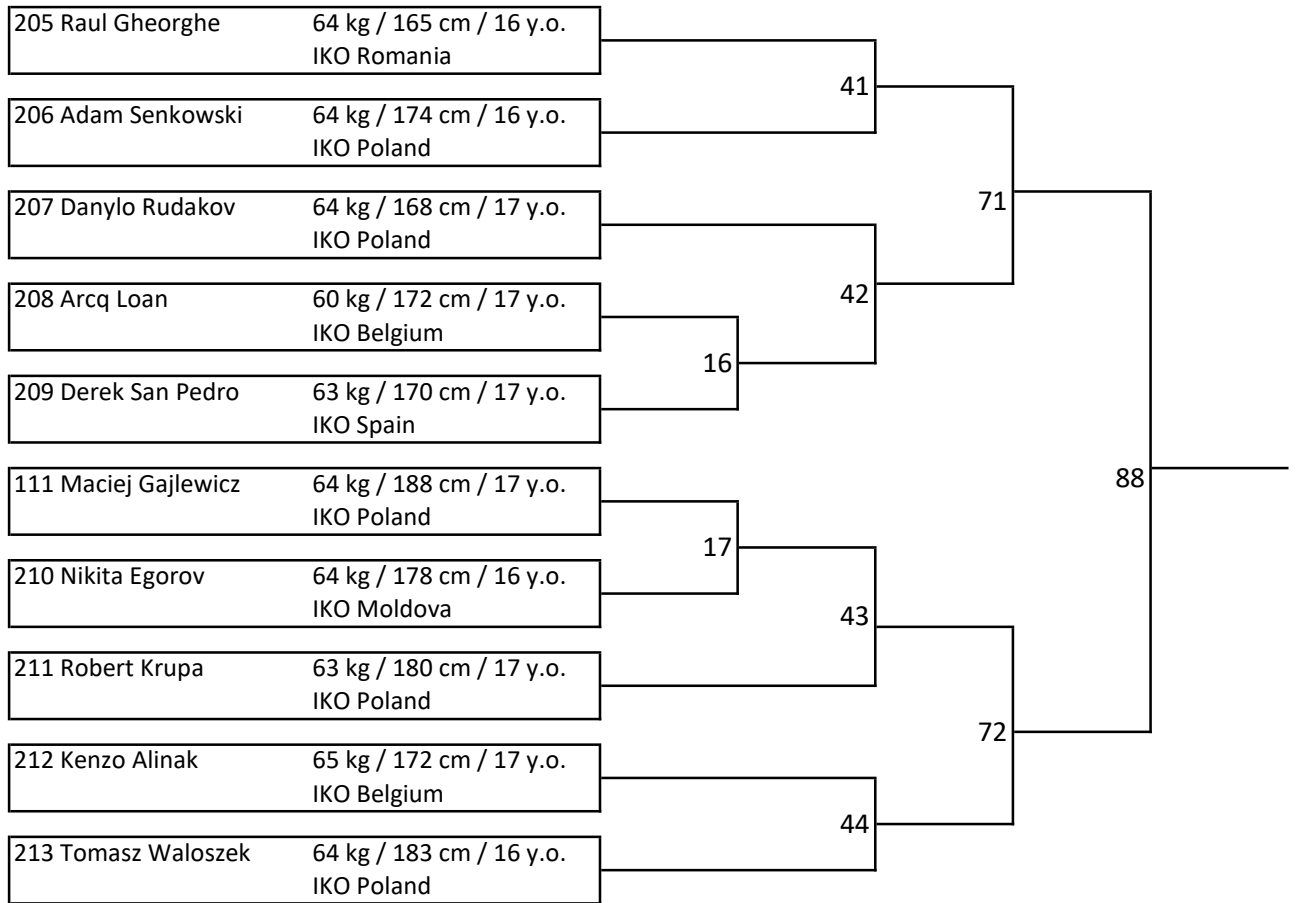 205 Raul Gheorghe 64 kg / 165 cm / 16 y.o.
IKO Romania
41
206 Adam Senkowski 64 kg / 174 cm / 16 y.o.
IKO Poland
71
207 Danylo Rudakov 64 kg / 168 cm / 17 y.o.
IKO Poland
42
208 Arcq Loan 60 kg / 172 cm / 17 y.o.
IKO Belgium
16
209 Derek San Pedro 63 kg / 170 cm / 17 y.o.
IKO Spain
88
111 Maciej Gajlewicz 64 kg / 188 cm / 17 y.o.
IKO Poland
17
210 Nikita Egorov 64 kg / 178 cm / 16 y.o.
IKO Moldova
43
211 Robert Krupa 63 kg / 180 cm / 17 y.o.
IKO Poland
72
212 Kenzo Alinak 65 kg / 172 cm / 17 y.o.
IKO Belgium
44
213 Tomasz Waloszek 64 kg / 183 cm / 16 y.o.
IKO Poland